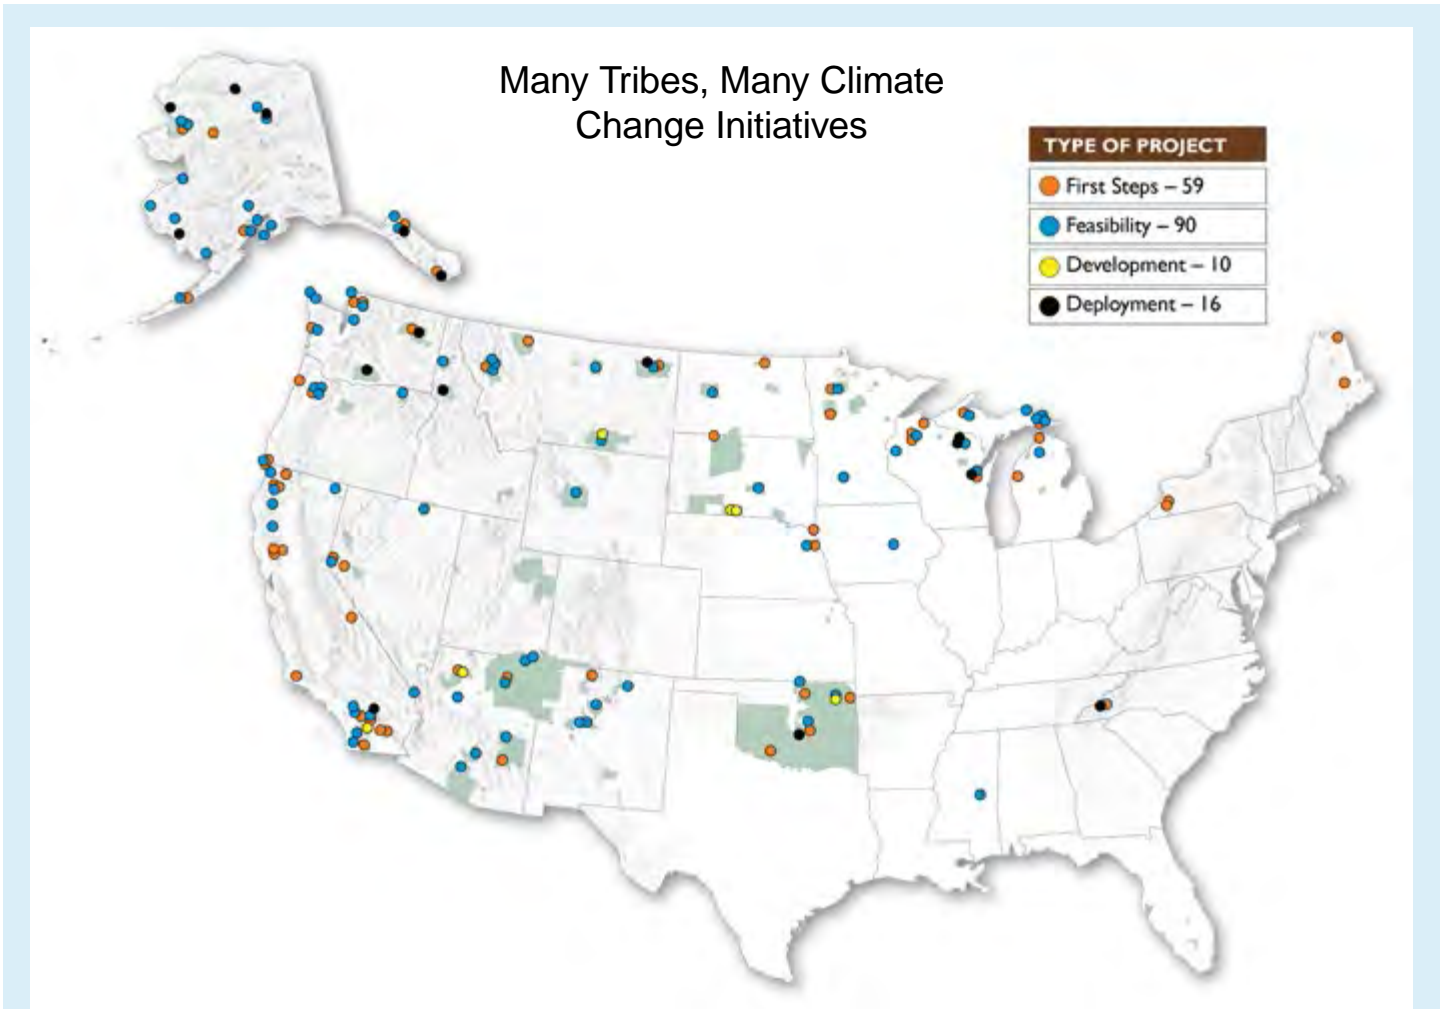 Many Tribes, Many Climate
Change Initiatives
TYPE OF PROJECT
First Steps – 59
Feasibility – 90
Development – 10
Deployment – 16